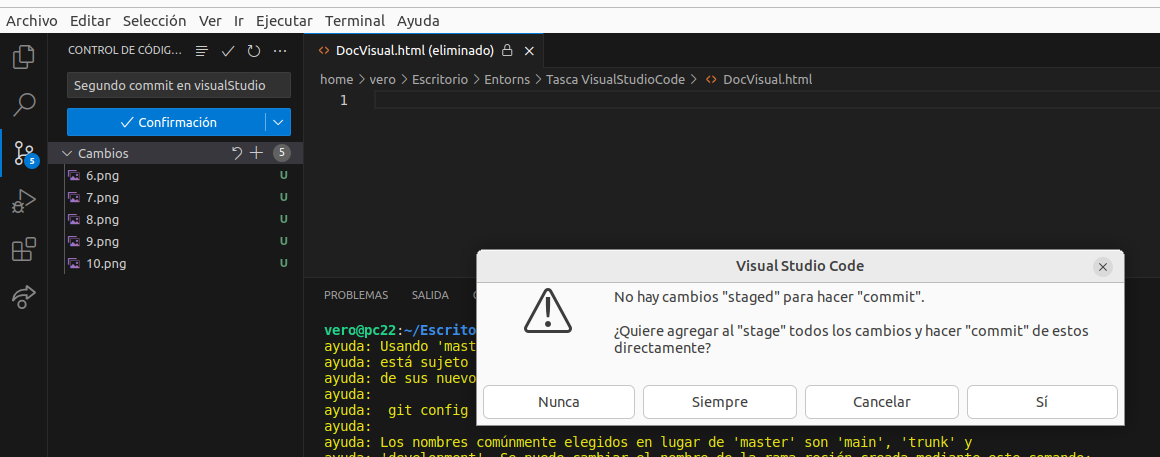 Archivo Editar Selección Ver Ir Ejecutar Terminal Ayuda
CONTROL DE CÓDIG...
DocVisual.html (eliminado)
home > vero > Escritorio > Entorns > Tasca VisualStudioCode > DocVisual.html
Segundo commit en visualStudio
1
Confirmación
Cambios 5
5
6.png U
7.png U
8.png U
9.png U
10.png U
Visual Studio Code
No hay cambios "staged" para hacer "commit".
¿Quiere agregar al "stage" todos los cambios y hacer "commit" de estos
directamente?
Nunca Siempre Cancelar Sí
PROBLEMAS SALIDA
vero@pc22:~/Escrito
ayuda: Usando 'mast
ayuda: está sujeto
ayuda: de sus nuevo
ayuda:
ayuda: git config
ayuda:
ayuda: Los nombres comúnmente elegidos en lugar de 'master' son 'main', 'trunk' y